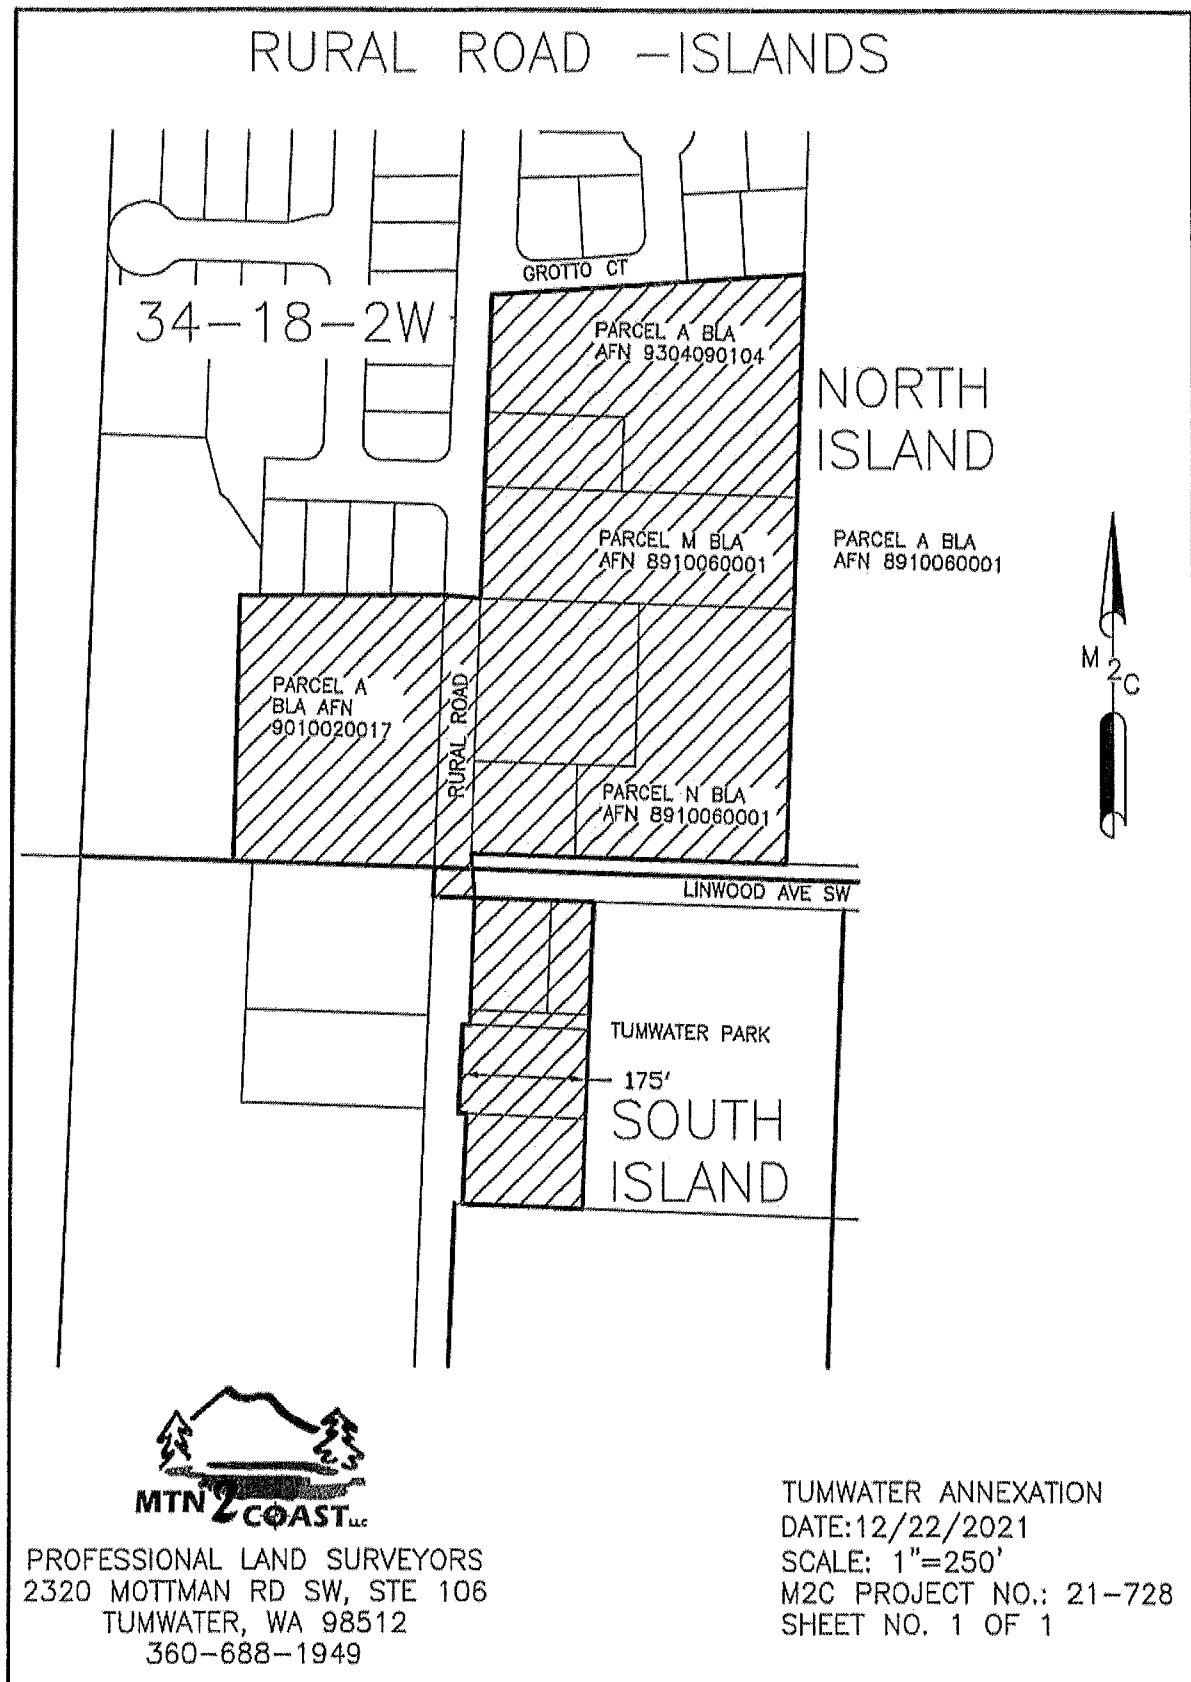 RURAL ROAD -ISLANDS
GROTTO CT
34-18-2W
PARCEL A BLA
AFN 9304090104
NORTH
ISLAND
PARCEL M BLA
AFN 8910060001
PARCEL A BLA
AFN 8910060001
M2C
PARCEL A
BLA AFN
9010020017
RURAL ROAD
PARCEL N BLA
AFN 8910060001
LINWOOD AVE SW
TUMWATER PARK
175'
SOUTH
ISLAND
MTN 2 COAST LLC
PROFESSIONAL LAND SURVEYORS
2320 MOTTMAN RD SW, STE 106
TUMWATER, WA 98512
360-688-1949
TUMWATER ANNEXATION
DATE:12/22/2021
SCALE: 1"=250'
M2C PROJECT NO.: 21-728
SHEET NO. 1 OF 1